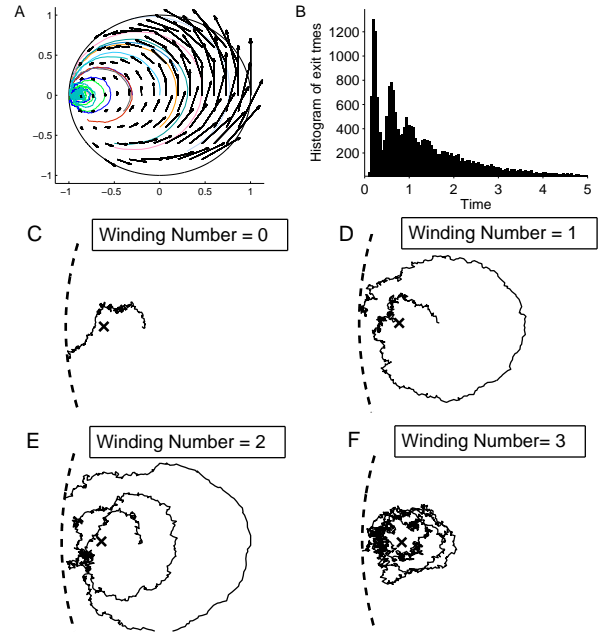 A
1
0.5
0
−0.5
−1
−1
−0.5
0
0.5
1
B
Histogram of exit tmes
1200
1000
800
600
400
200
0
1
2
3
4
5
Time
C
Winding Number = 0
D
Winding Number = 1
E
Winding Number = 2
F
Winding Number= 3